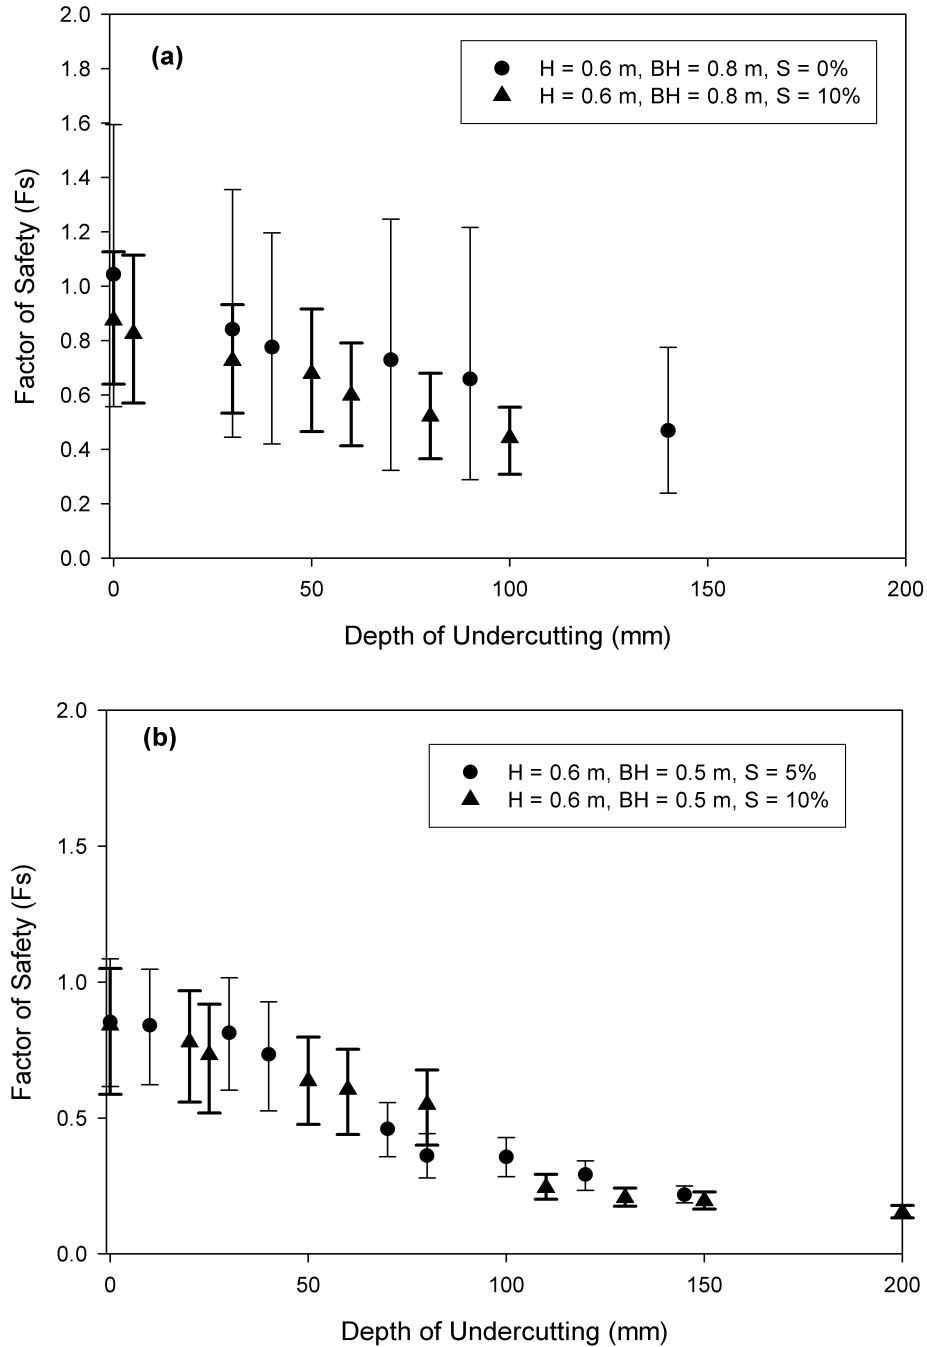 (a)
H = 0.6 m, BH = 0.8 m, S = 0%
H = 0.6 m, BH = 0.8 m, S = 10%
2.0
1.8
1.6
1.4
1.2
1.0
0.8
0.6
0.4
0.2
0.0
Factor of Safety (Fs)
0 50 100 150 200
Depth of Undercutting (mm)
(b)
H = 0.6 m, BH = 0.5 m, S = 5%
H = 0.6 m, BH = 0.5 m, S = 10%
2.0
1.5
1.0
0.5
0.0
Factor of Safety (Fs)
0 50 100 150 200
Depth of Undercutting (mm)